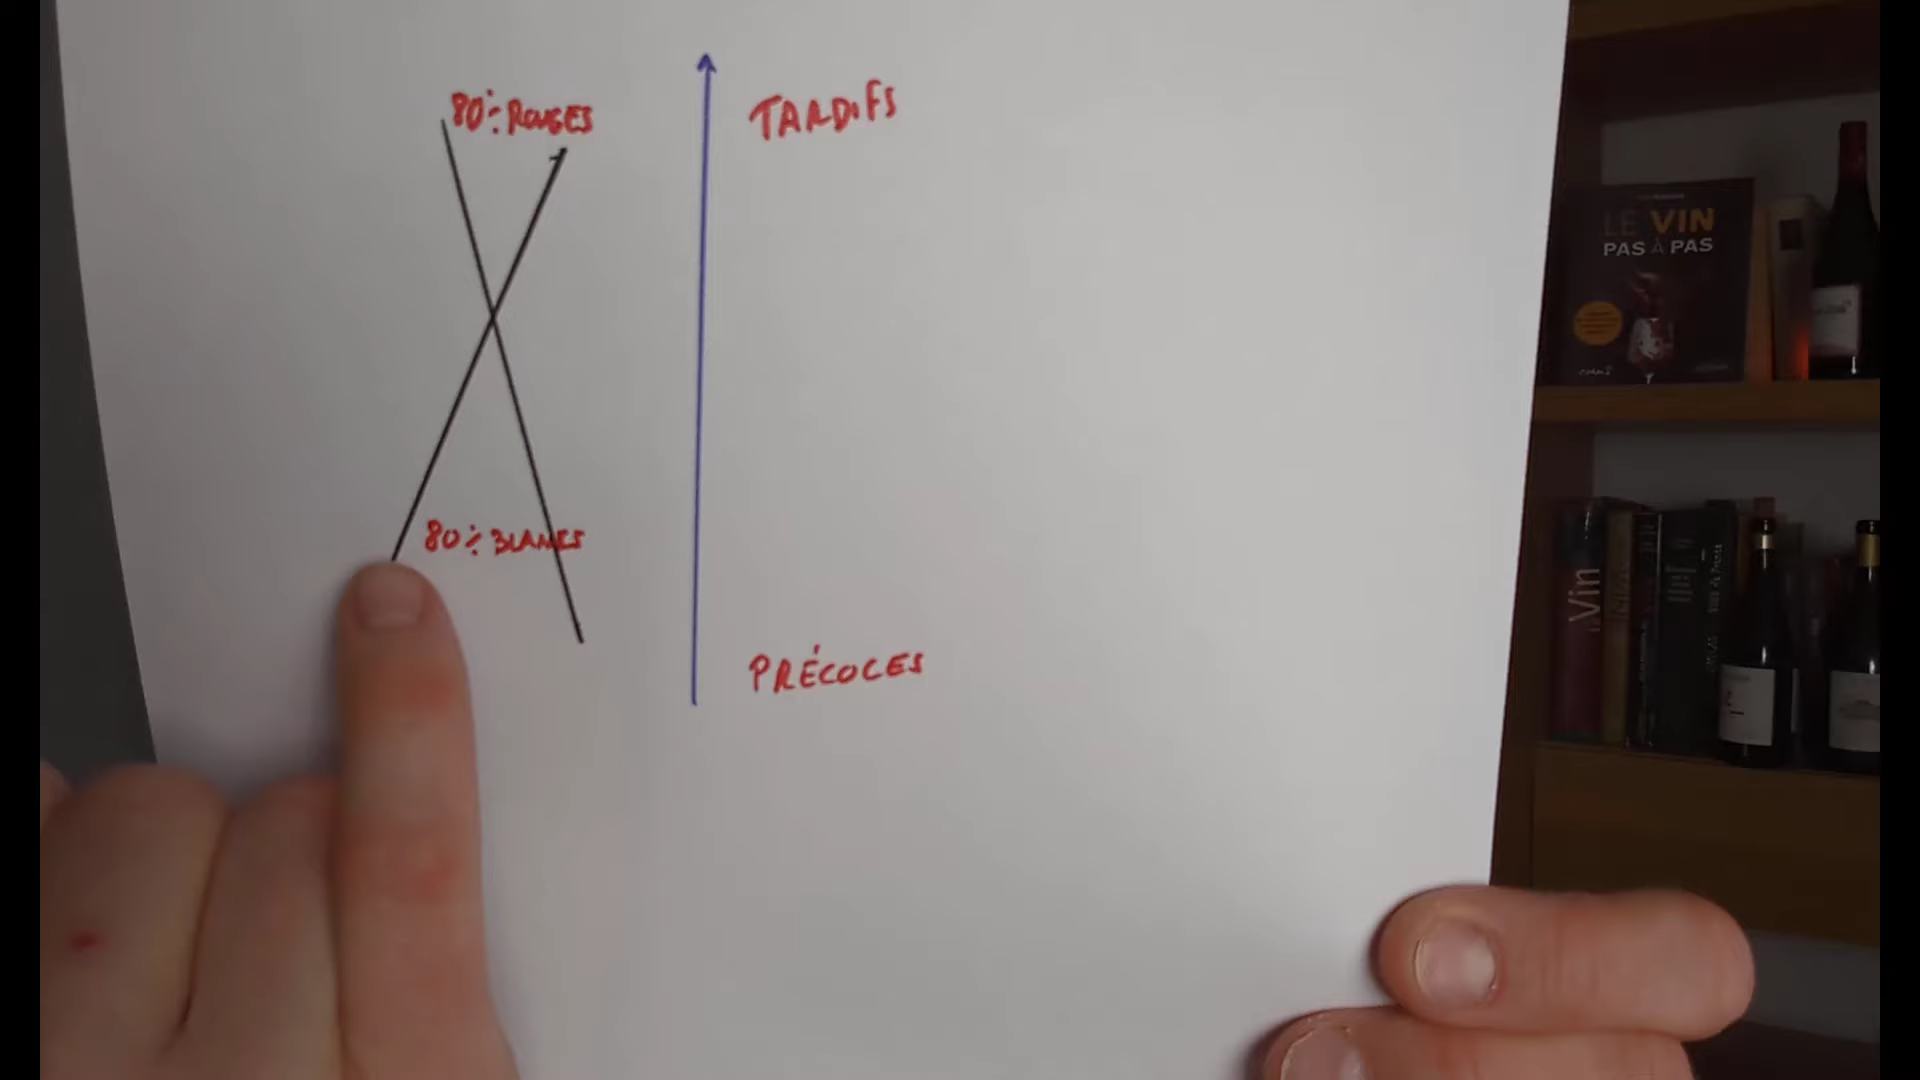 80% ROUGES
TARDIFS
80% BLANCS
PRÉCOCES
LE VIN
PAS À PAS
Vin